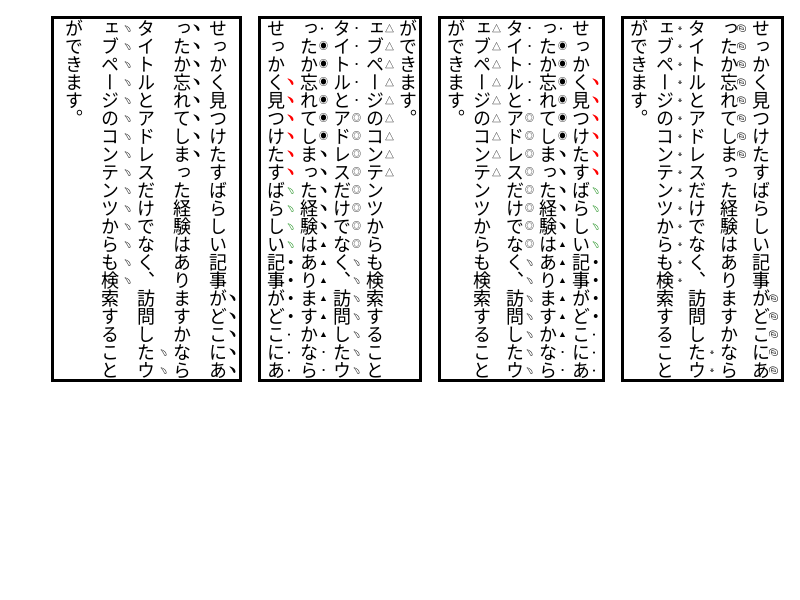 せっかく見つけたすばらしい記事がどこにあ
ったか忘れてしまった経験はありますかなら
タイトルとアドレスだけでなく、訪問したウ
ェブページのコンテンツからも検索すること
ができます。
せっかく見つけたすばらしい記事がどこにあ
ったか忘れてしまった経験はありますかなら
タイトルとアドレスだけでなく、訪問したウ
ェブページのコンテンツからも検索すること
ができます。
せっかく見つけたすばらしい記事がどこにあ
ったか忘れてしまった経験はありますかなら
タイトルとアドレスだけでなく、訪問したウ
ェブページのコンテンツからも検索すること
ができます。
せっかく見つけたすばらしい記事がどこにあ
ったか忘れてしまった経験はありますかなら
タイトルとアドレスだけでなく、訪問したウ
ェブページのコンテンツからも検索すること
ができます。